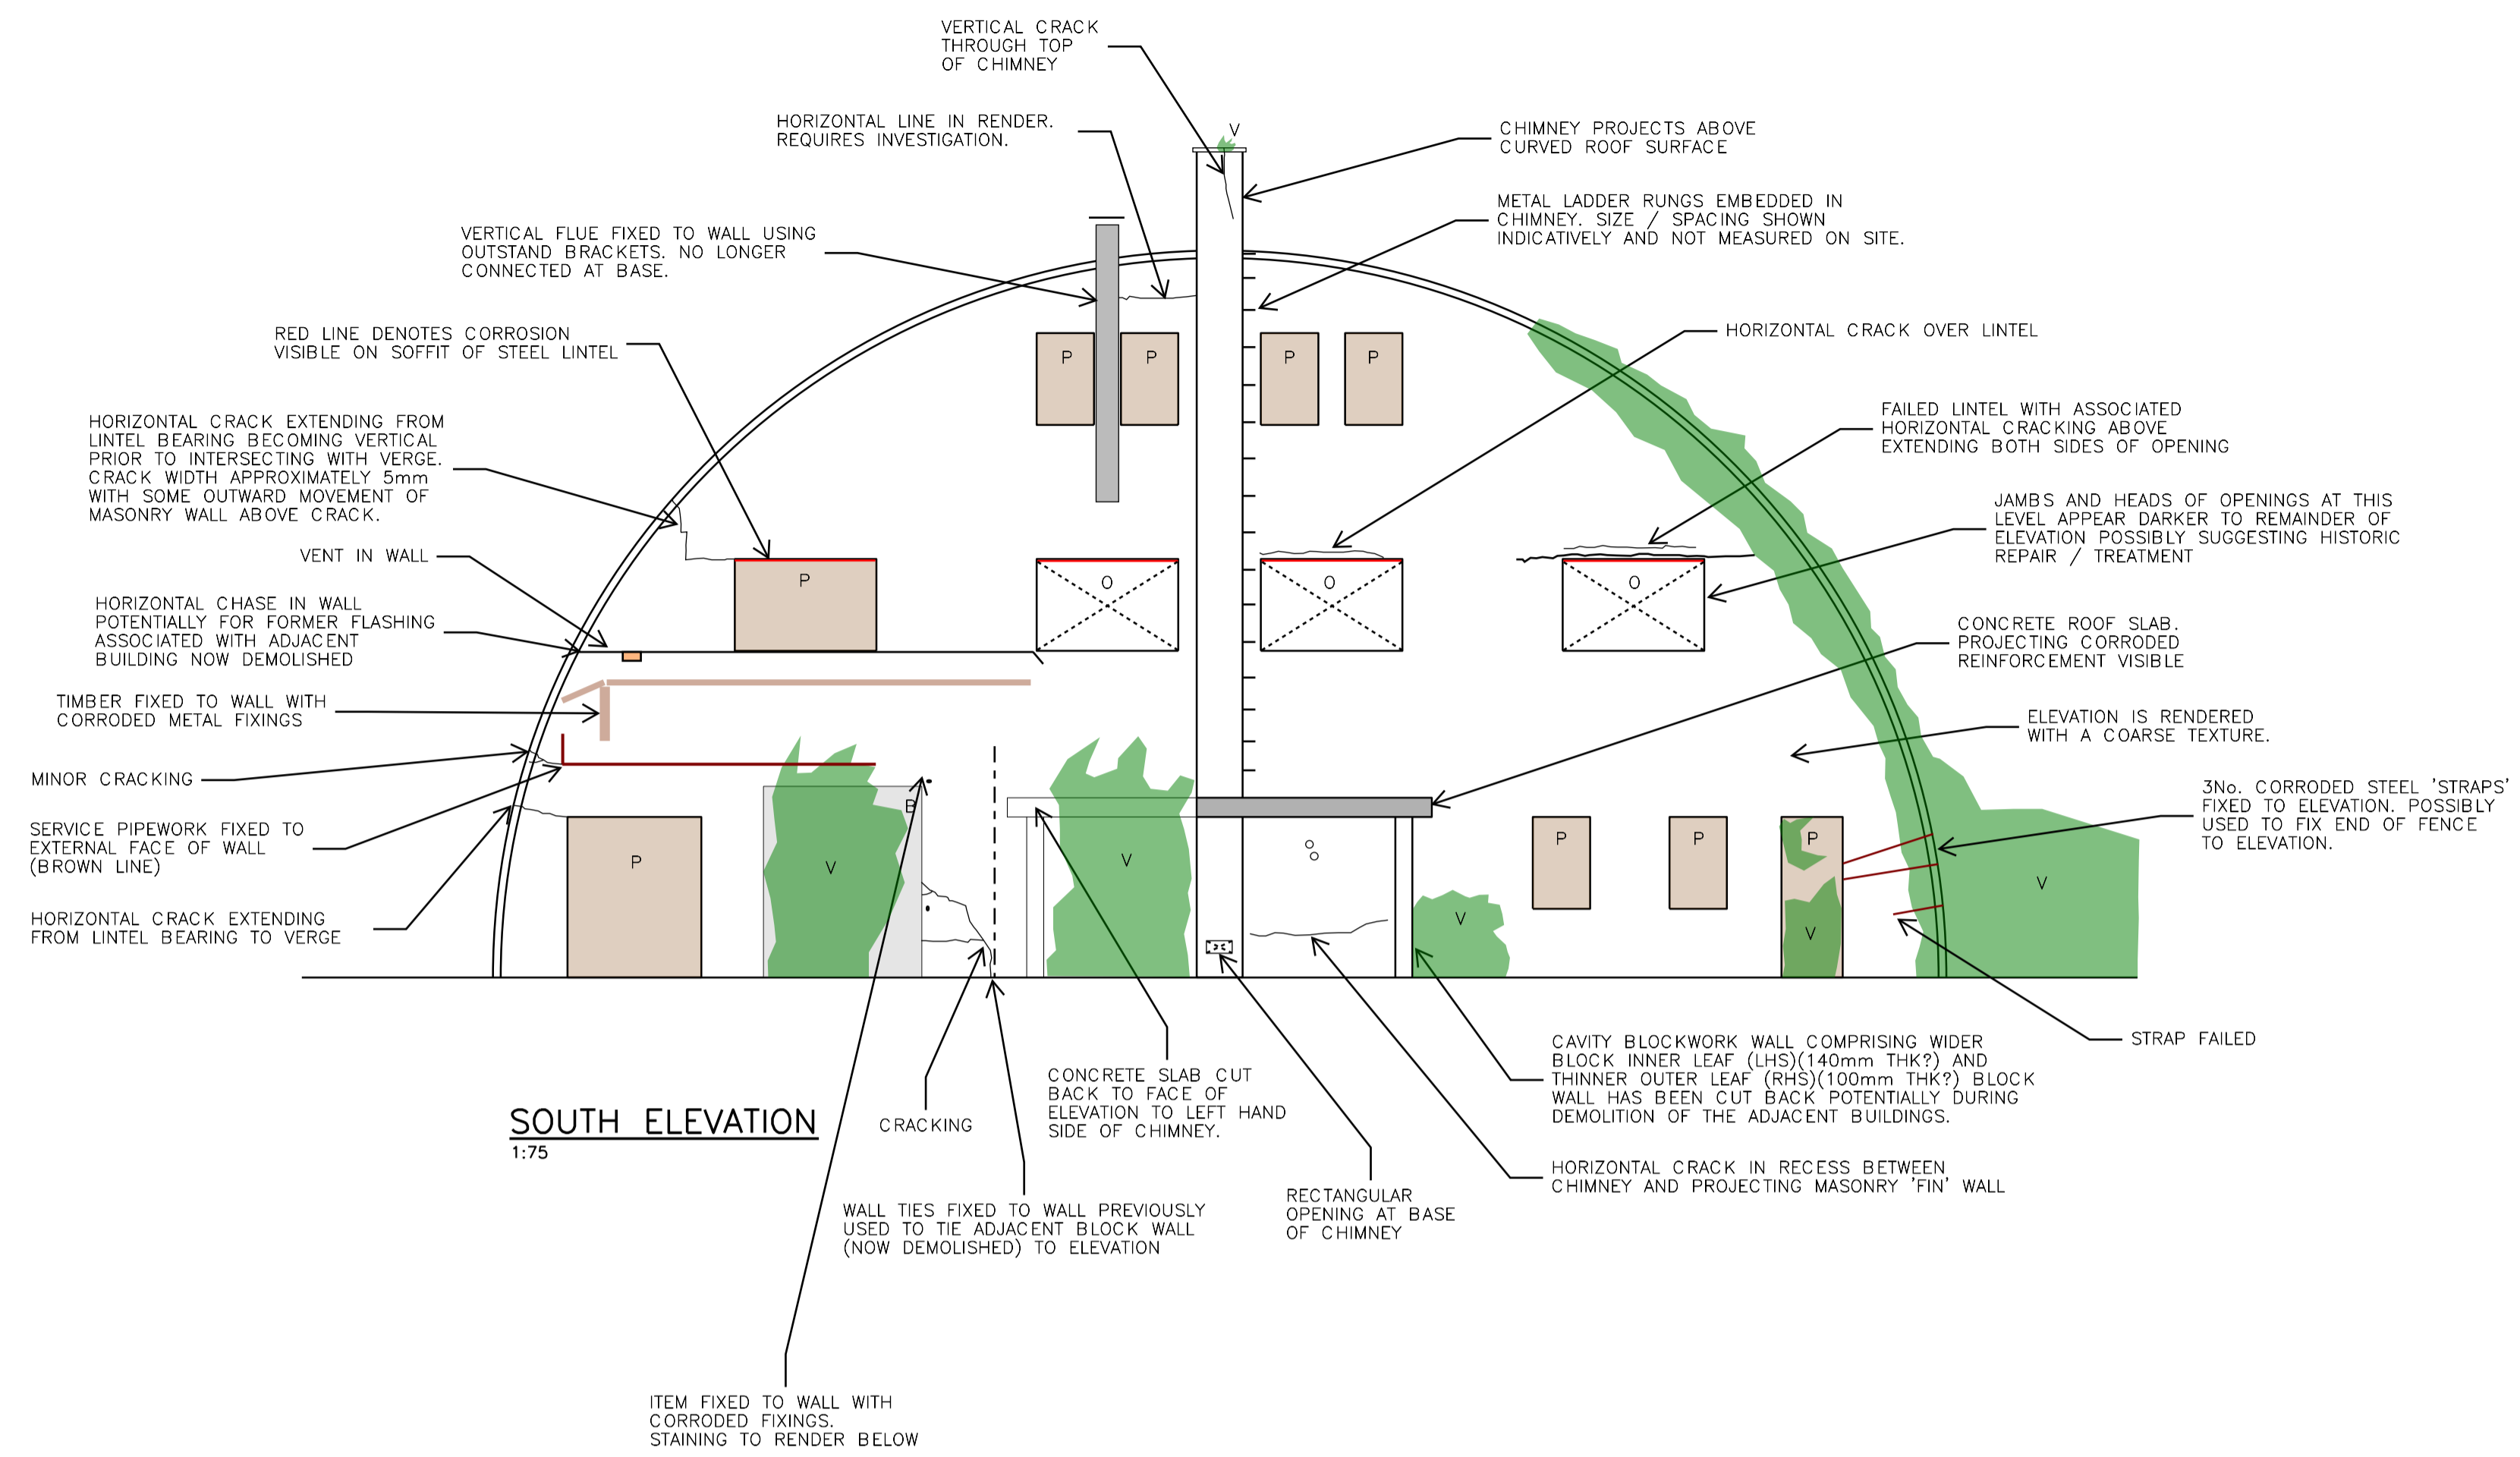 VERTICAL CRACK
THROUGH TOP
OF CHIMNEY
HORIZONTAL LINE IN RENDER.
REQUIRES INVESTIGATION.
V
CHIMNEY PROJECTS ABOVE
CURVED ROOF SURFACE
METAL LADDER RUNGS EMBEDDED IN
CHIMNEY. SIZE / SPACING SHOWN
INDICATIVELY AND NOT MEASURED ON SITE.
VERTICAL FLUE FIXED TO WALL USING
OUTSTAND BRACKETS. NO LONGER
CONNECTED AT BASE.
RED LINE DENOTES CORROSION
VISIBLE ON SOFFIT OF STEEL LINTEL
HORIZONTAL CRACK OVER LINTEL
P
P
P
P
HORIZONTAL CRACK EXTENDING FROM
LINTEL BEARING BECOMING VERTICAL
PRIOR TO INTERSECTING WITH VERGE.
CRACK WIDTH APPROXIMATELY 5mm
WITH SOME OUTWARD MOVEMENT OF
MASONRY WALL ABOVE CRACK.
FAILED LINTEL WITH ASSOCIATED
HORIZONTAL CRACKING ABOVE
EXTENDING BOTH SIDES OF OPENING
JAMBS AND HEADS OF OPENINGS AT THIS
LEVEL APPEAR DARKER TO REMAINDER OF
ELEVATION POSSIBLY SUGGESTING HISTORIC
REPAIR / TREATMENT
VENT IN WALL
P
O
O
O
HORIZONTAL CHASE IN WALL
POTENTIALLY FOR FORMER FLASHING
ASSOCIATED WITH ADJACENT
BUILDING NOW DEMOLISHED
CONCRETE ROOF SLAB.
PROJECTING CORRODED
REINFORCEMENT VISIBLE
TIMBER FIXED TO WALL WITH
CORRODED METAL FIXINGS
ELEVATION IS RENDERED
WITH A COARSE TEXTURE.
MINOR CRACKING
3No. CORRODED STEEL 'STRAPS'
FIXED TO ELEVATION. POSSIBLY
USED TO FIX END OF FENCE
TO ELEVATION.
SERVICE PIPEWORK FIXED TO
EXTERNAL FACE OF WALL
(BROWN LINE)
B
P
V
V
P
P
P
V
V
V
HORIZONTAL CRACK EXTENDING
FROM LINTEL BEARING TO VERGE
STRAP FAILED
CAVITY BLOCKWORK WALL COMPRISING WIDER
BLOCK INNER LEAF (LHS)(140mm THK?) AND
THINNER OUTER LEAF (RHS)(100mm THK?) BLOCK
WALL HAS BEEN CUT BACK POTENTIALLY DURING
DEMOLITION OF THE ADJACENT BUILDINGS.
CONCRETE SLAB CUT
BACK TO FACE OF
ELEVATION TO LEFT HAND
SIDE OF CHIMNEY.
CRACKING
SOUTH ELEVATION
1:75
HORIZONTAL CRACK IN RECESS BETWEEN
CHIMNEY AND PROJECTING MASONRY 'FIN' WALL
RECTANGULAR
OPENING AT BASE
OF CHIMNEY
WALL TIES FIXED TO WALL PREVIOUSLY
USED TO TIE ADJACENT BLOCK WALL
(NOW DEMOLISHED) TO ELEVATION
ITEM FIXED TO WALL WITH
CORRODED FIXINGS.
STAINING TO RENDER BELOW